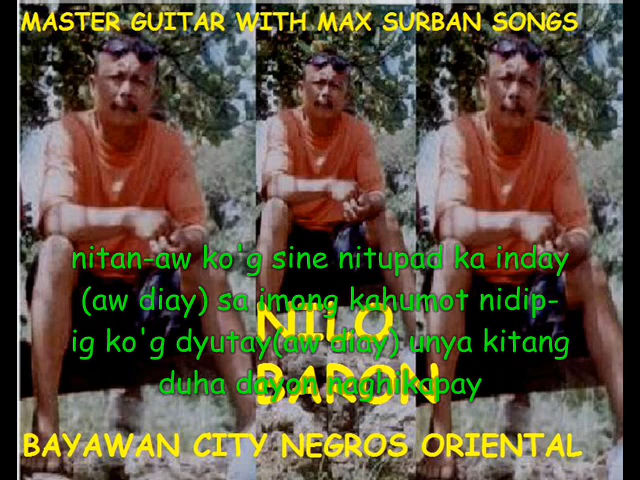 MASTER GUITAR WITH MAX SURBAN SONGS
nitan-aw ko'g sine nitupad ka inday
(aw diay) sa imong kahumot nidip-
NILO
ig ko'g dyutay(aw diay) unya kitang
duha dayon naghikapay
BARON
BAYAWAN CITY NEGROS ORIENTAL